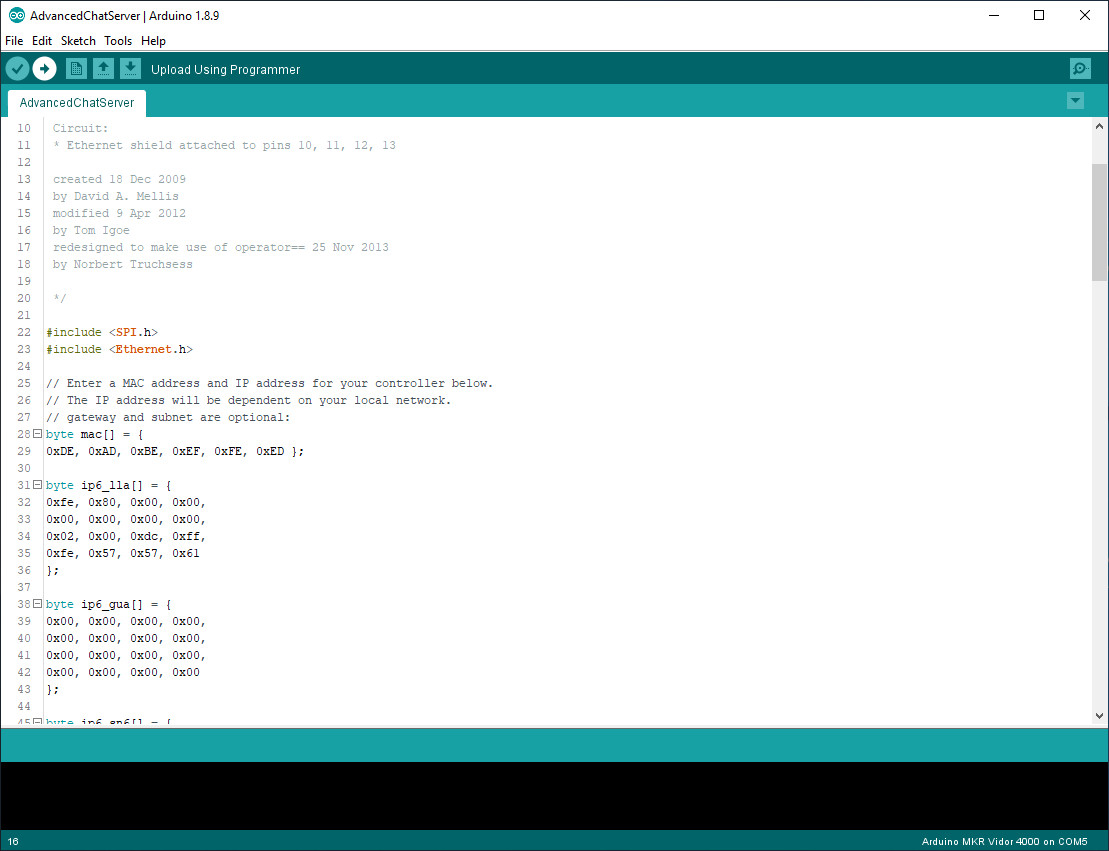 AdvancedChatServer | Arduino 1.8.9
File Edit Sketch Tools Help
Upload Using Programmer
AdvancedChatServer
10 Circuit:
11 * Ethernet shield attached to pins 10, 11, 12, 13
12
13 created 18 Dec 2009
14 by David A. Mellis
15 modified 9 Apr 2012
16 by Tom Igoe
17 redesigned to make use of operator== 25 Nov 2013
18 by Norbert Truchsess
19
20 */
21
22 #include <SPI.h>
23 #include <Ethernet.h>
24
25 // Enter a MAC address and IP address for your controller below.
26 // The IP address will be dependent on your local network.
27 // gateway and subnet are optional:
28 byte mac[] = {
29 0xDE, 0xAD, 0xBE, 0xEF, 0xFE, 0xED };
30
31 byte ip6_lla[] = {
32 0xfe, 0x80, 0x00, 0x00,
33 0x00, 0x00, 0x00, 0x00,
34 0x02, 0x00, 0xdc, 0xff,
35 0xfe, 0x57, 0x57, 0x61
36 };
37
38 byte ip6_gua[] = {
39 0x00, 0x00, 0x00, 0x00,
40 0x00, 0x00, 0x00, 0x00,
41 0x00, 0x00, 0x00, 0x00,
42 0x00, 0x00, 0x00, 0x00
43 };
44
45 byte ip6_sn6[] = {
16 Arduino MKR Vidor 4000 on COM5